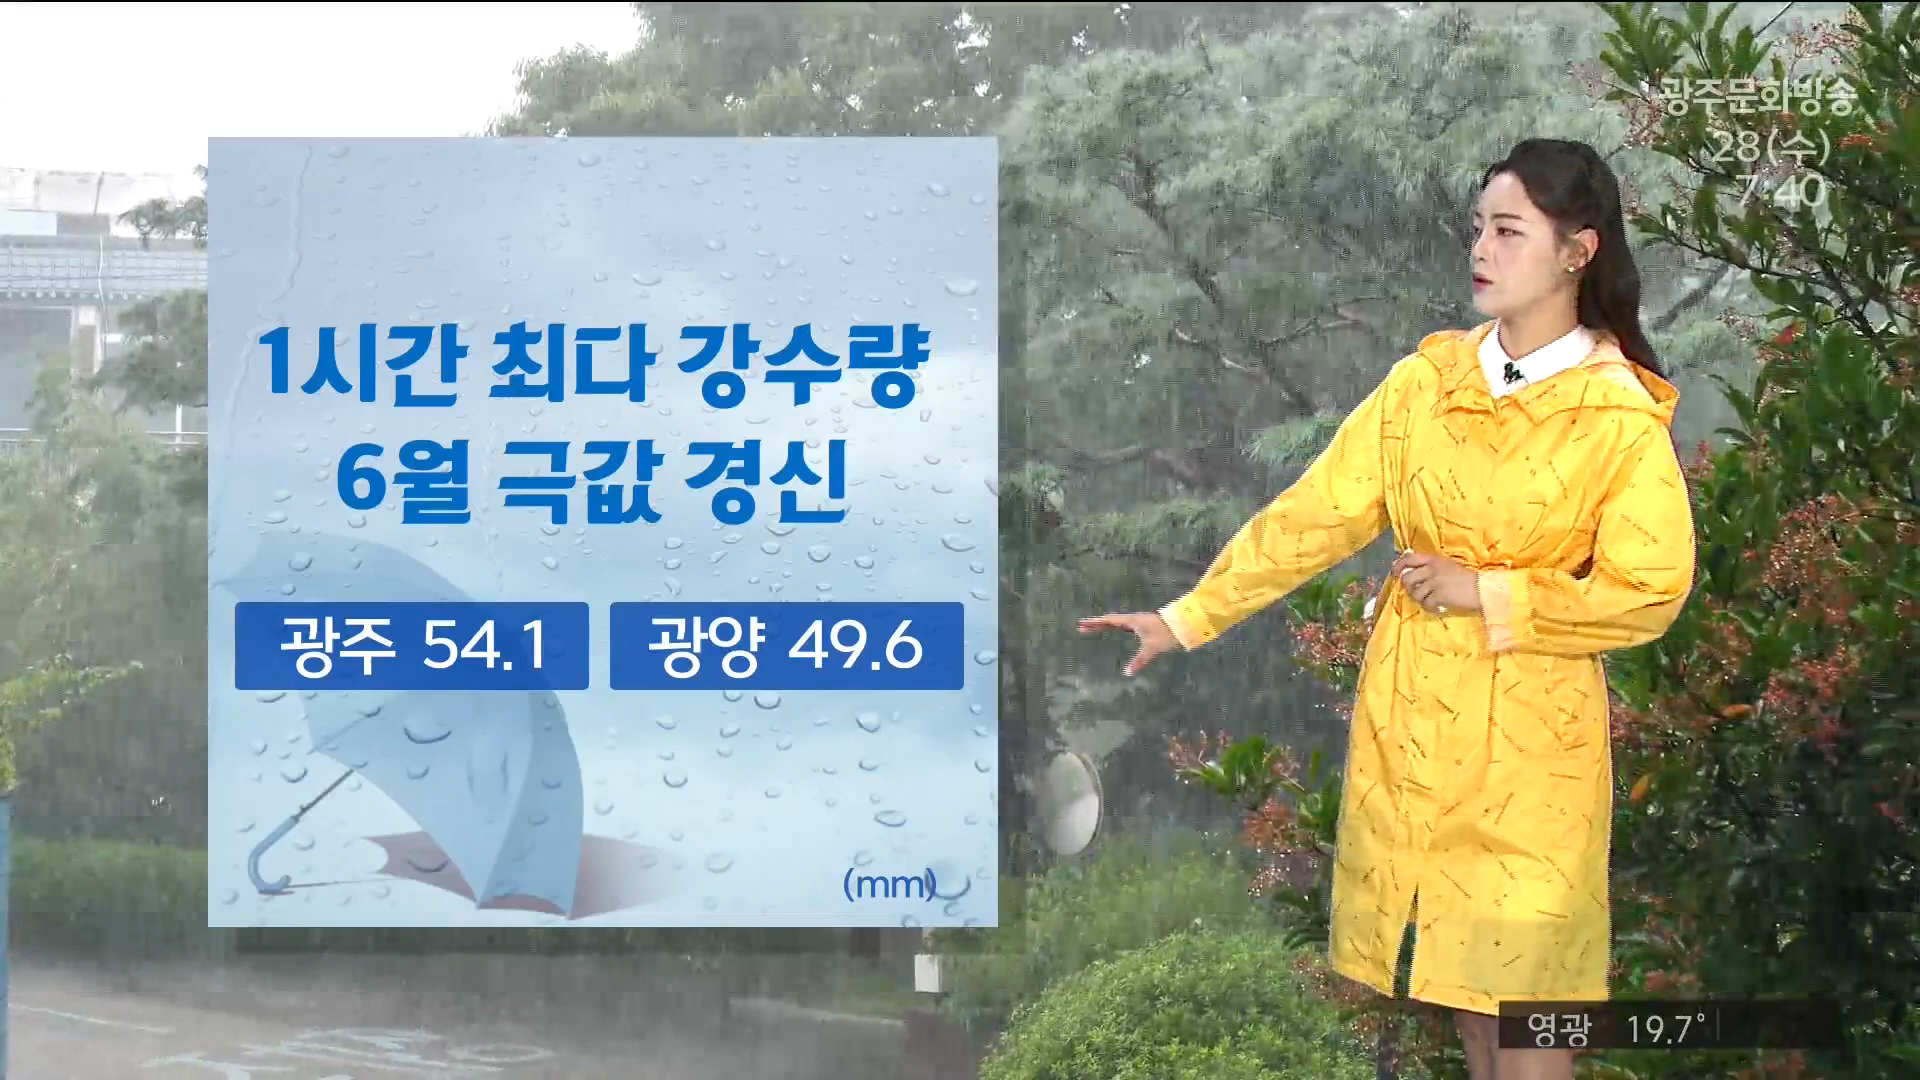 광주문화방송
28(수)
7:40
1시간 최다 강수량
6월 극값 경신
광주 54.1
광양 49.6
(mm)
영광 19.7°